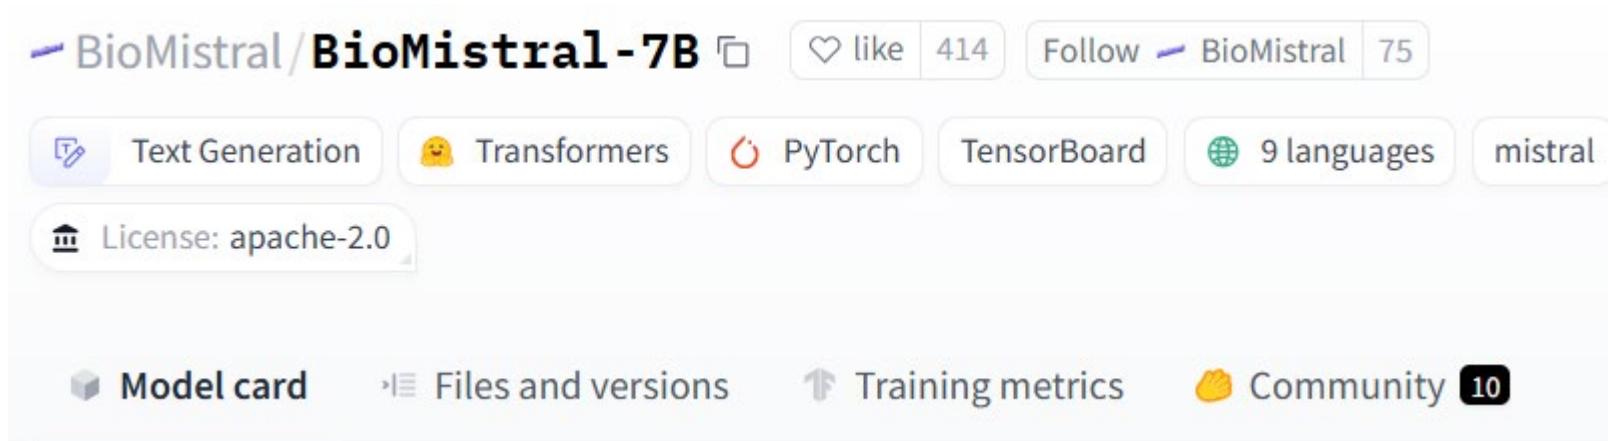 BioMistral/BioMistral-7B like 414 Follow BioMistral 75
Text Generation Transformers PyTorch TensorBoard 9 languages mistral
License: apache-2.0
Model card Files and versions Training metrics Community 10